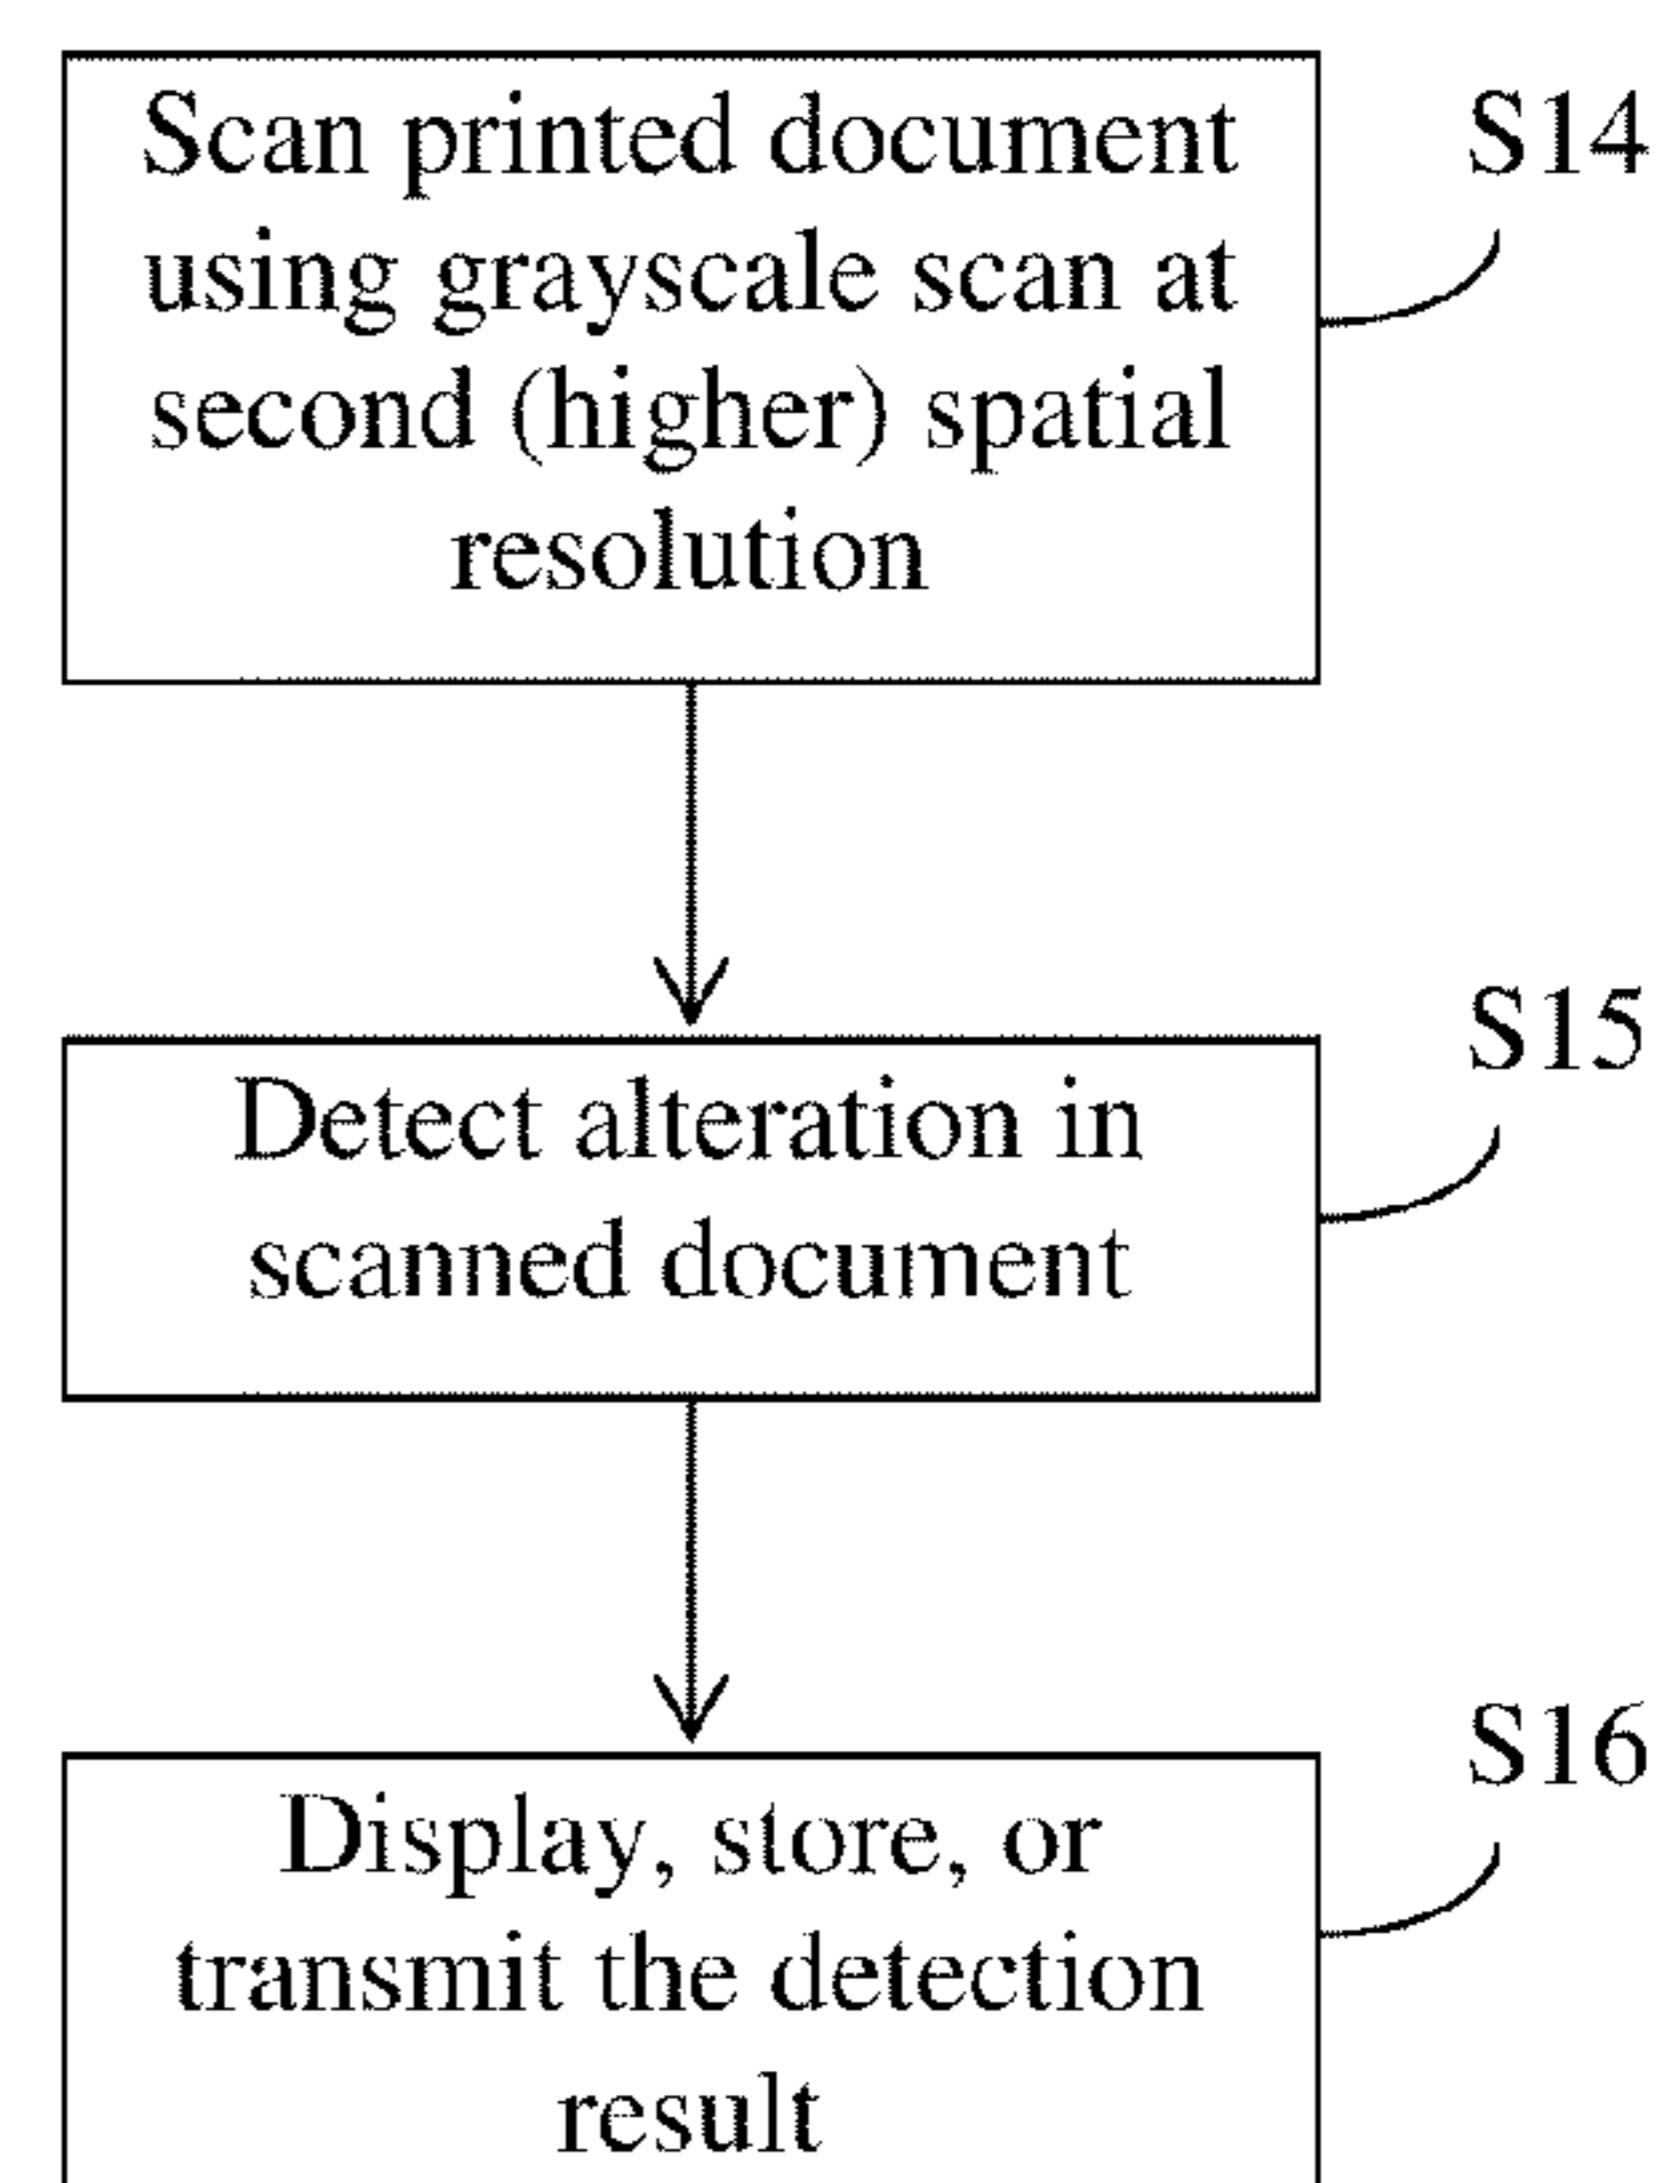 Scan printed document
using grayscale scan at
second (higher) spatial
resolution
S14
Detect alteration in
scanned document
S15
Display, store, or
transmit the detection
result
S16